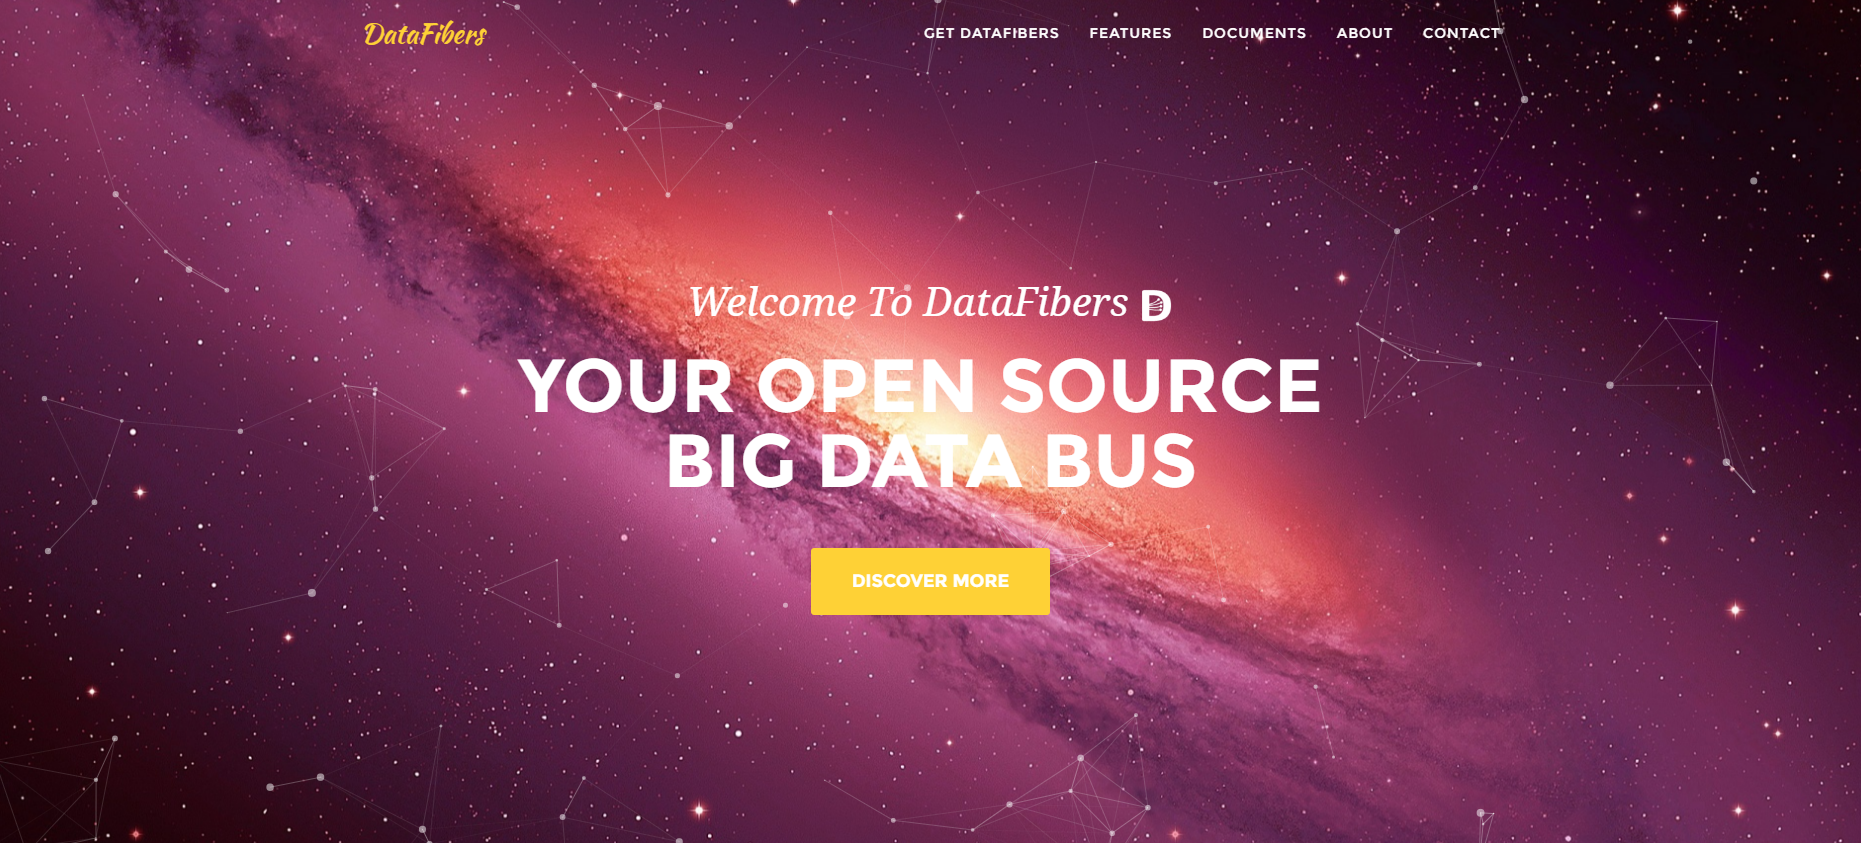 DataFibers
GET DATAFIBERS FEATURES DOCUMENTS ABOUT CONTACT
Welcome To DataFibers D
YOUR OPEN SOURCE
BIG DATA BUS
DISCOVER MORE